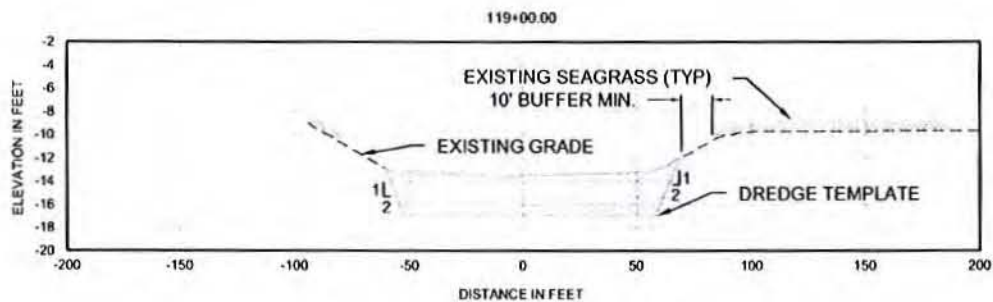 119+00.00
-2
-4
-6
-8
-10
-12
-14
-16
-18
-20
ELEVATION IN FEET
EXISTING SEAGRASS (TYP)
10' BUFFER MIN.
EXISTING GRADE
1
2
1
2
DREDGE TEMPLATE
-200 -150 -100 -50 0 50 100 150 200
DISTANCE IN FEET